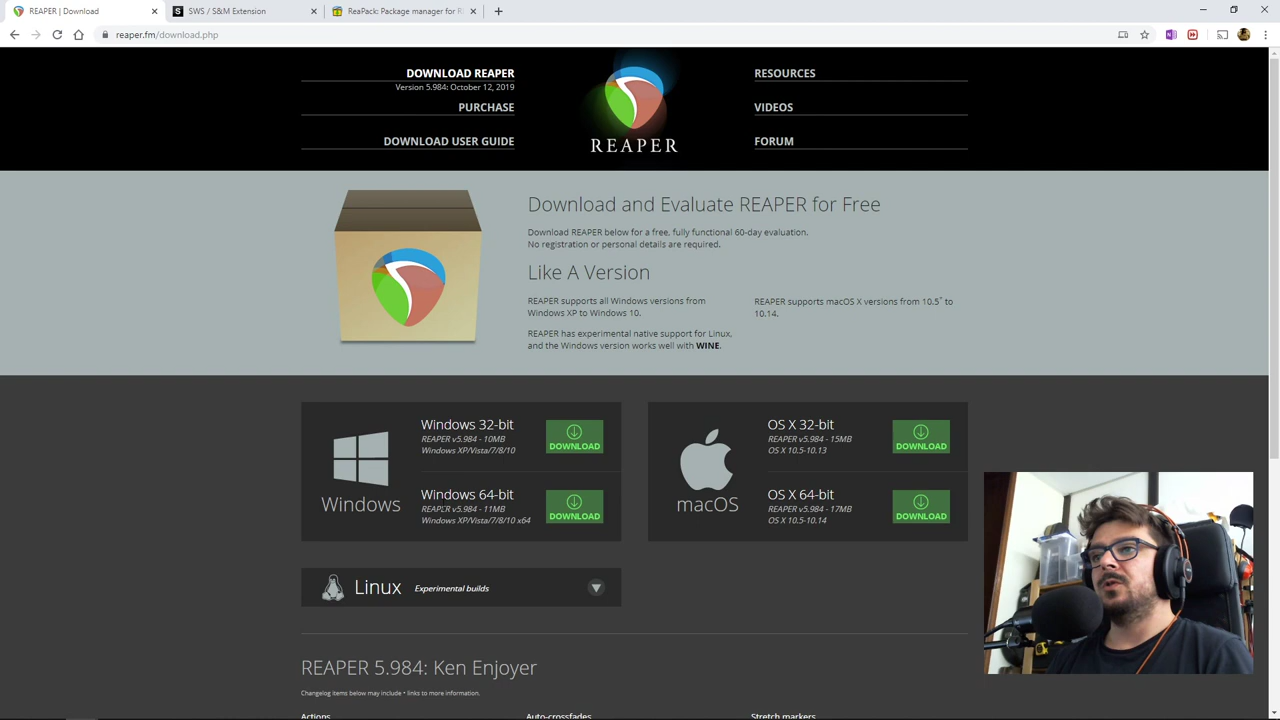 REAPER | Download
SWS / S&M Extension
ReaPack: Package manager for RE
reaper.fm/download.php
DOWNLOAD REAPER
Version 5.984: October 12, 2019
PURCHASE
DOWNLOAD USER GUIDE
REAPER
RESOURCES
VIDEOS
FORUM
Download and Evaluate REAPER for Free
Download REAPER below for a free, fully functional 60-day evaluation.
No registration or personal details are required.
Like A Version
REAPER supports all Windows versions from
Windows XP to Windows 10.
REAPER has experimental native support for Linux,
and the Windows version works well with WINE.
REAPER supports macOS X versions from 10.5* to
10.14.
Windows
Windows 32-bit
REAPER v5.984 - 10MB
Windows XP/Vista/7/8/10
DOWNLOAD
Windows 64-bit
REAPER v5.984 - 11MB
Windows XP/Vista/7/8/10 x64
DOWNLOAD
macOS
OS X 32-bit
REAPER v5.984 - 15MB
OS X 10.5-10.13
DOWNLOAD
OS X 64-bit
REAPER v5.984 - 17MB
OS X 10.5-10.14
DOWNLOAD
Linux Experimental builds
REAPER 5.984: Ken Enjoyer
Changelog items below may include • links to more information.
Actions
Auto-crossfades
Stretch markers